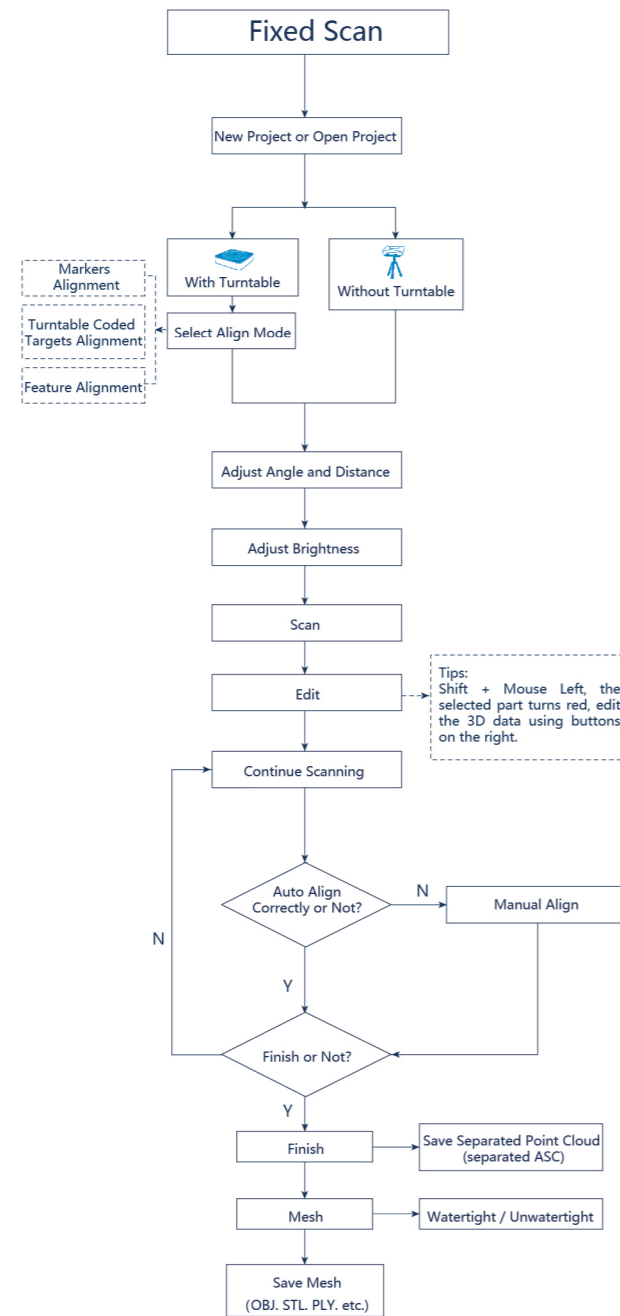 Fixed Scan
New Project or Open Project
With Turntable
Without Turntable
Markers
Alignment
Turntable Coded
Targets Alignment
Feature Alignment
Select Align Mode
Adjust Angle and Distance
Adjust Brightness
Scan
Edit
Tips:
Shift + Mouse Left, the
selected part turns red, edit
the 3D data using buttons
on the right.
Continue Scanning
Auto Align
Correctly or Not?
N
Manual Align
N
Y
Finish or Not?
Y
Finish
Save Separated Point Cloud
(separated ASC)
Mesh
Watertight / Unwatertight
Save Mesh
(OBJ. STL. PLY. etc.)